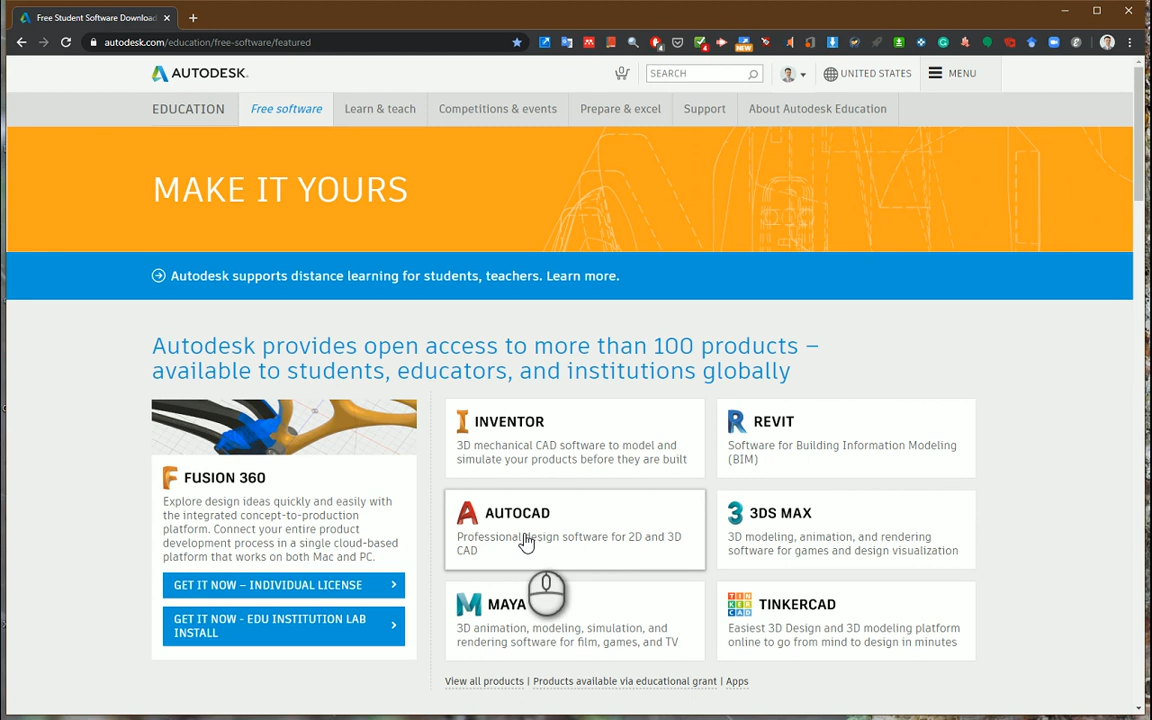 Free Student Software Download
autodesk.com/education/free-software/featured
AUTODESK.
SEARCH
UNITED STATES
MENU
EDUCATION
Free software
Learn & teach
Competitions & events
Prepare & excel
Support
About Autodesk Education
MAKE IT YOURS
Autodesk supports distance learning for students, teachers. Learn more.
Autodesk provides open access to more than 100 products –
available to students, educators, and institutions globally
FUSION 360
Explore design ideas quickly and easily with
the integrated concept-to-production
platform. Connect your entire product
development process in a single cloud-based
platform that works on both Mac and PC.
GET IT NOW – INDIVIDUAL LICENSE
GET IT NOW - EDU INSTITUTION LAB
INSTALL
INVENTOR
3D mechanical CAD software to model and
simulate your products before they are built
REVIT
Software for Building Information Modeling
(BIM)
AUTOCAD
Professional design software for 2D and 3D
CAD
3DS MAX
3D modeling, animation, and rendering
software for games and design visualization
MAYA
3D animation, modeling, simulation, and
rendering software for film, games, and TV
TINKERCAD
Easiest 3D Design and 3D modeling platform
online to go from mind to design in minutes
View all products | Products available via educational grant | Apps